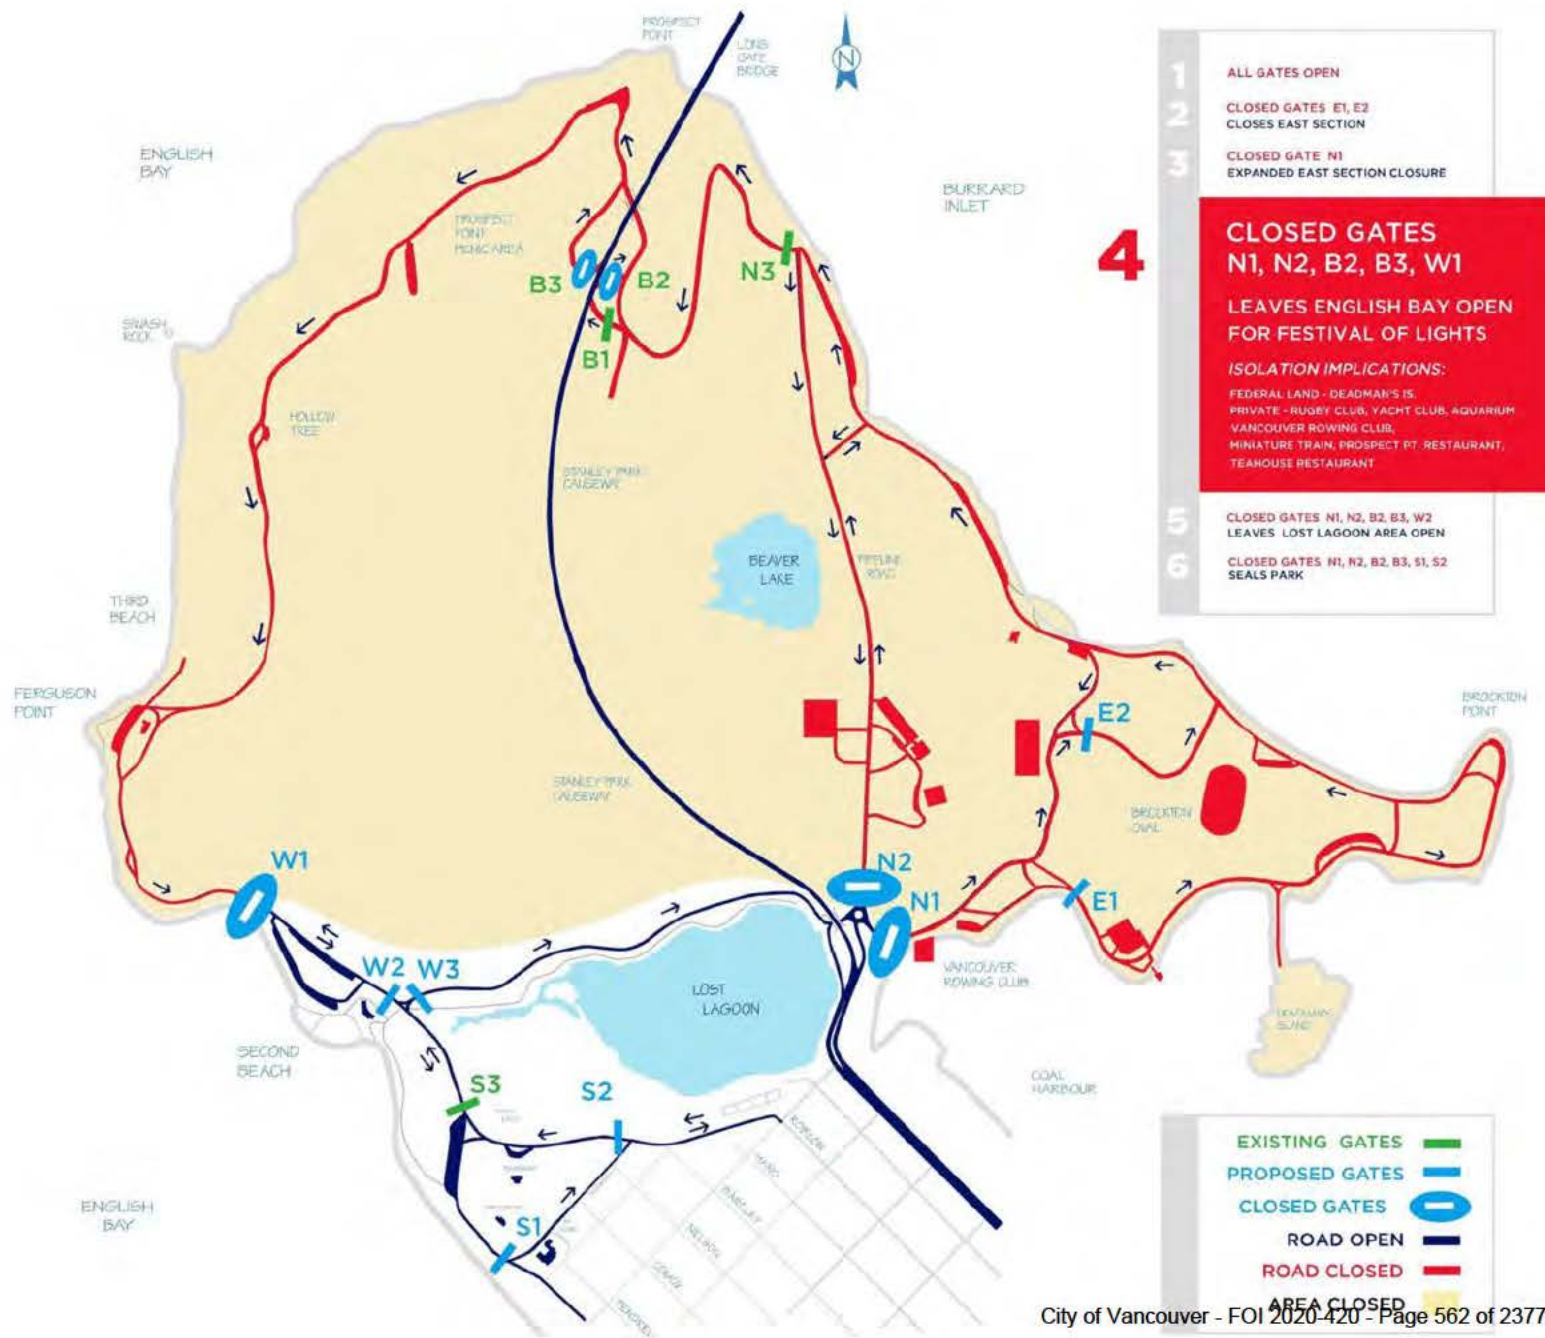 PROSPECT
POINT
LIONS
GATE
BRIDGE
N
ENGLISH
BAY
BURRARD
INLET
PROSPECT
POINT
PICNIC AREA
B3
B2
N3
B1
SIWASH
ROCK
HOLLOW
TREE
STANLEY PARK
CAUSEWAY
BEAVER
LAKE
PIPELINE
ROAD
THIRD
BEACH
FERGUSON
POINT
BROCKTON
POINT
E2
STANLEY PARK
CAUSEWAY
BROCKTON
OVAL
W1
N2
N1
E1
W2
W3
LOST
LAGOON
VANCOUVER
ROWING CLUB
DEADMANS
ISLAND
SECOND
BEACH
COAL
HARBOUR
S3
S2
ROBSON
HARO
BARCLAY
NELSON
COMOX
ENGLISH
BAY
S1
1
ALL GATES OPEN
2
CLOSED GATES E1, E2
CLOSES EAST SECTION
3
CLOSED GATE N1
EXPANDED EAST SECTION CLOSURE
4
CLOSED GATES
N1, N2, B2, B3, W1
LEAVES ENGLISH BAY OPEN
FOR FESTIVAL OF LIGHTS
ISOLATION IMPLICATIONS:
FEDERAL LAND - DEADMAN'S IS.
PRIVATE - RUGBY CLUB, YACHT CLUB, AQUARIUM
VANCOUVER ROWING CLUB,
MINIATURE TRAIN, PROSPECT PT. RESTAURANT,
TEAHOUSE RESTAURANT
5
CLOSED GATES N1, N2, B2, B3, W2
LEAVES LOST LAGOON AREA OPEN
6
CLOSED GATES N1, N2, B2, B3, S1, S2
SEALS PARK
EXISTING GATES
PROPOSED GATES
CLOSED GATES
ROAD OPEN
ROAD CLOSED
AREA CLOSED
City of Vancouver - FOI 2020-420 - Page 562 of 2377